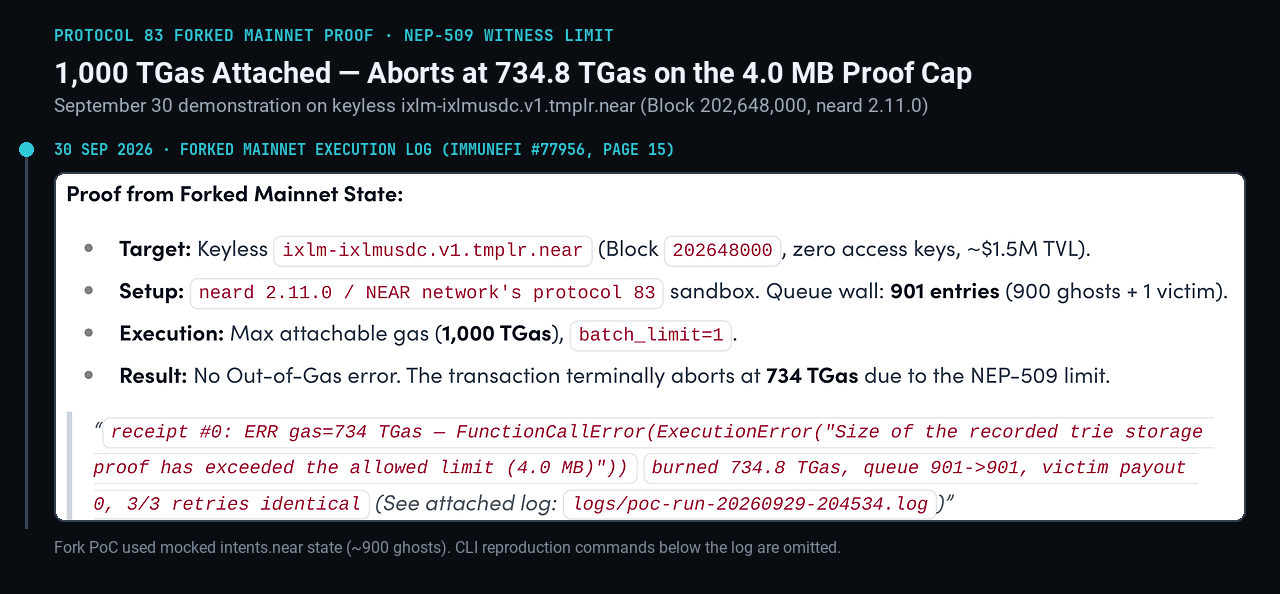 PROTOCOL 83 FORKED MAINNET PROOF · NEP-509 WITNESS LIMIT
1,000 TGas Attached — Aborts at 734.8 TGas on the 4.0 MB Proof Cap
September 30 demonstration on keyless ixlm-ixlmusdc.v1.tmplr.near (Block 202,648,000, neard 2.11.0)
30 SEP 2026 · FORKED MAINNET EXECUTION LOG (IMMUNEFI #77956, PAGE 15)
Proof from Forked Mainnet State:
• Target: Keyless ixlm-ixlmusdc.v1.tmplr.near (Block 202648000, zero access keys, ~$1.5M TVL).
• Setup: neard 2.11.0 / NEAR network's protocol 83 sandbox. Queue wall: 901 entries (900 ghosts + 1 victim).
• Execution: Max attachable gas (1,000 TGas), batch_limit=1.
• Result: No Out-of-Gas error. The transaction terminally aborts at 734 TGas due to the NEP-509 limit.
“receipt #0: ERR gas=734 TGas — FunctionCallError(ExecutionError("Size of the recorded trie storage
proof has exceeded the allowed limit (4.0 MB)")) burned 734.8 TGas, queue 901->901, victim payout
0, 3/3 retries identical (See attached log: logs/poc-run-20260929-204534.log)”
Fork PoC used mocked intents.near state (~900 ghosts). CLI reproduction commands below the log are omitted.